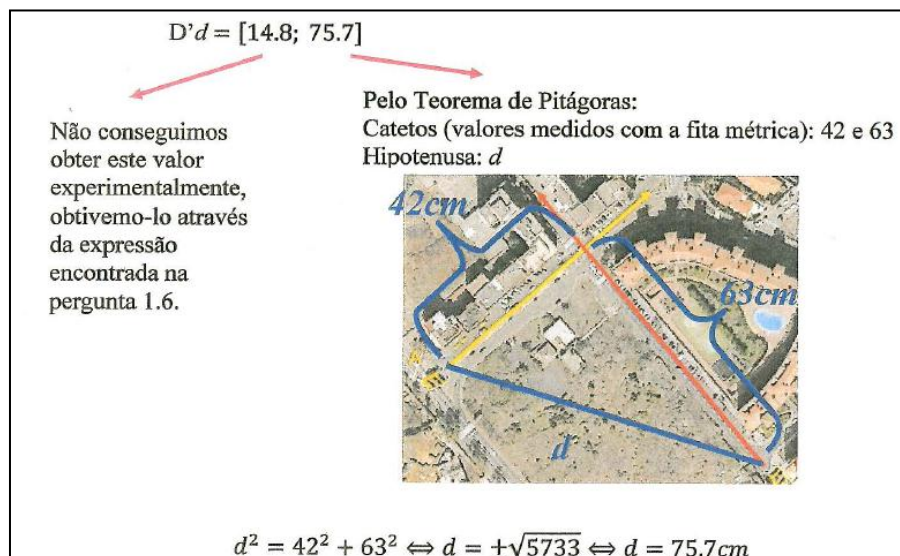 D’d = [14.8; 75.7]
Não conseguimos
obter este valor
experimentalmente,
obtivemo-lo através
da expressão
encontrada na
pergunta 1.6.
Pelo Teorema de Pitágoras:
Catetos (valores medidos com a fita métrica): 42 e 63
Hipotenusa: d
42cm
63cm
d
d² = 42² + 63² ⇔ d = +√5733 ⇔ d = 75.7cm